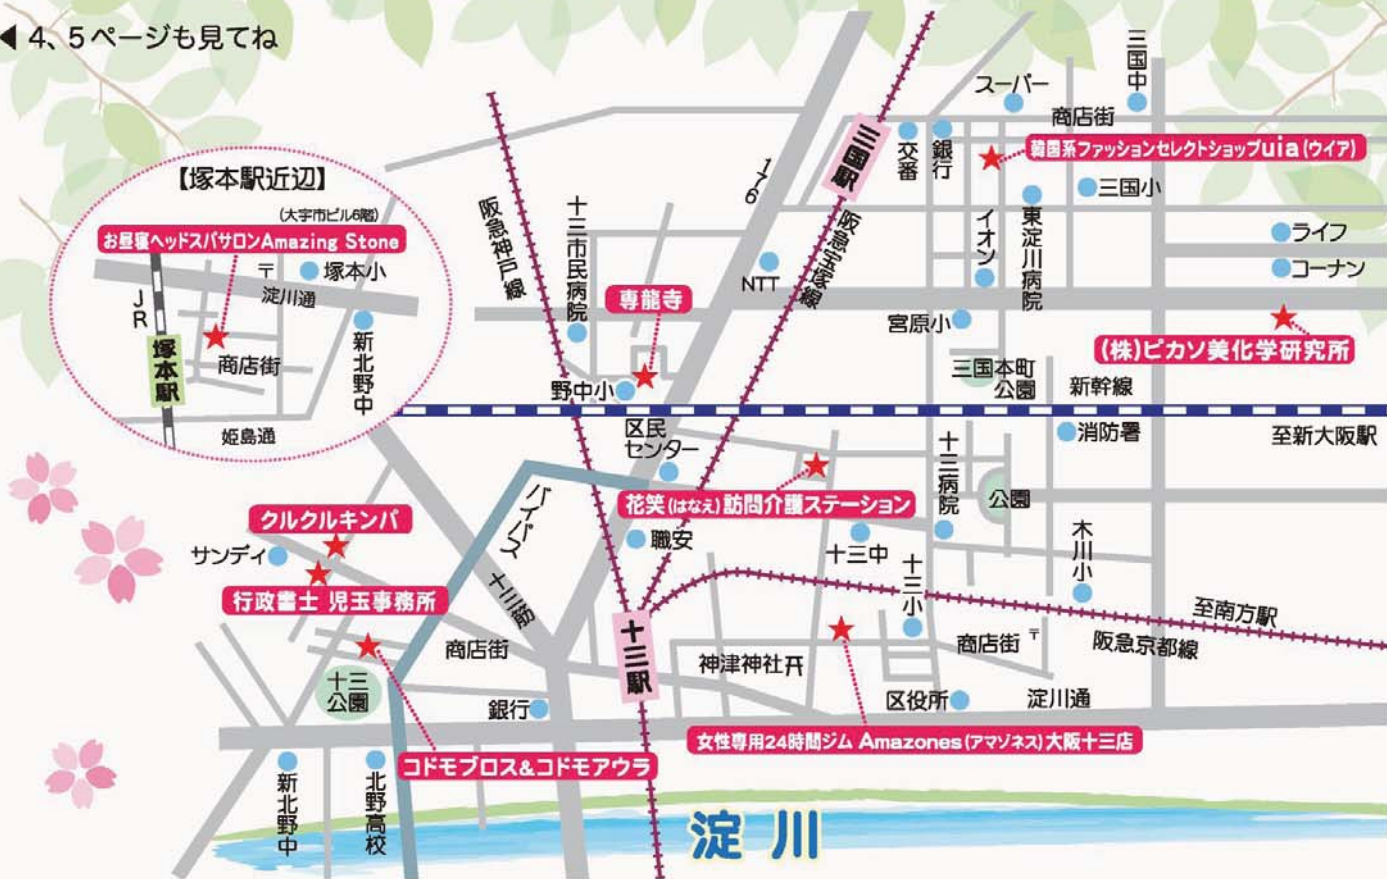 ◀ 4、5ページも見てね
【塚本駅近辺】
(大宇市ビル6階)
お昼寝ヘッドスパサロンAmazing Stone
〒
塚本小
淀川通
JR
塚本駅
商店街
新北野中
姫島通
阪急神戸線
十三市民病院
専龍寺
野中小
176
NTT
三国駅
阪急宝塚線
交番
銀行
スーパー
三国中
商店街
韓国系ファッションセレクトショップuia(ウイア)
三国小
イオン
東淀川病院
ライフ
コーナン
宮原小
(株)ピカソ美化学研究所
三国本町
公園
新幹線
消防署
至新大阪駅
区民
センター
花笑(はなえ)訪問介護ステーション
十三病院
公園
バイパス
職安
十三中
十三小
木川小
クルクルキンパ
サンディ
行政書士 児玉事務所
十三筋
商店街
十三駅
神津神社
商店街
〒
至南方駅
阪急京都線
十三
公園
銀行
区役所
淀川通
女性専用24時間ジム Amazones(アマゾネス)大阪十三店
コドモブロス&コドモアウラ
新北野中
北野高校
淀川